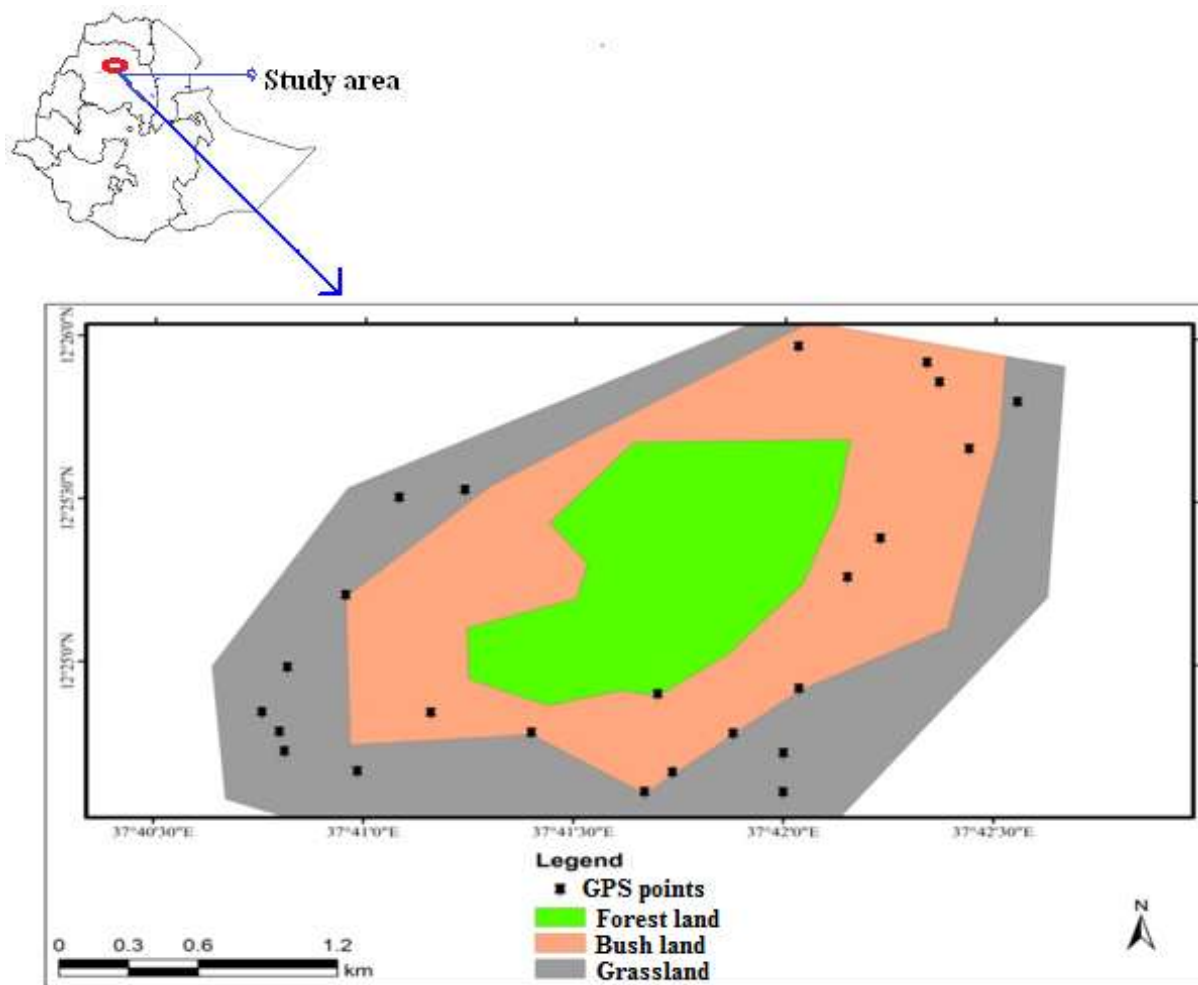 Study area
12°26'0"N
12°25'30"N
12°25'0"N
37°40'30"E
37°41'0"E
37°41'30"E
37°42'0"E
37°42'30"E
Legend
GPS points
Forest land
Bush land
Grassland
0 0.3 0.6 1.2
km
N